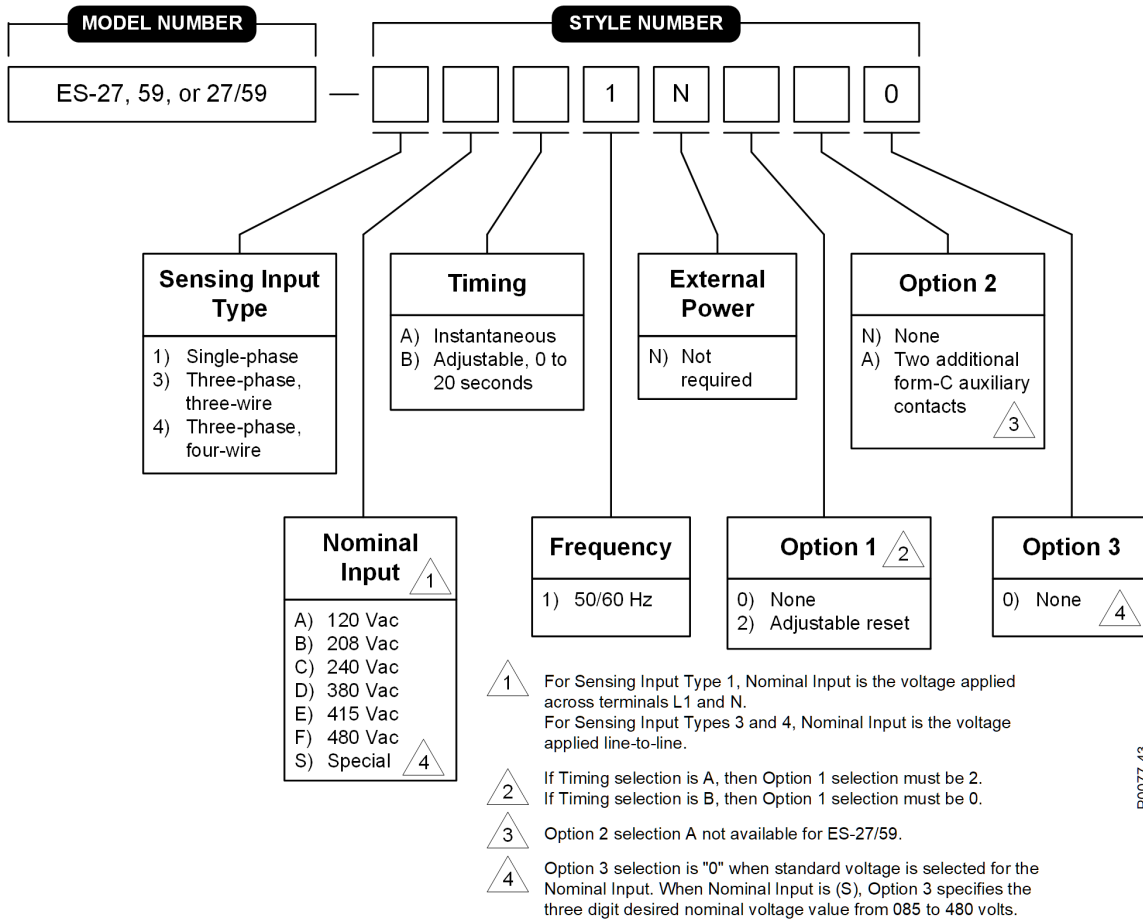 MODEL NUMBER
STYLE NUMBER
ES-27, 59, or 27/59
—
1
N
0
Sensing Input
Type
1) Single-phase
3) Three-phase,
three-wire
4) Three-phase,
four-wire
Timing
A) Instantaneous
B) Adjustable, 0 to
20 seconds
External
Power
N) Not
required
Option 2
N) None
A) Two additional
form-C auxiliary
contacts
3
Nominal
Input
1
A) 120 Vac
B) 208 Vac
C) 240 Vac
D) 380 Vac
E) 415 Vac
F) 480 Vac
S) Special
4
Frequency
1) 50/60 Hz
Option 1
2
0) None
2) Adjustable reset
Option 3
0) None
4
1
For Sensing Input Type 1, Nominal Input is the voltage applied
across terminals L1 and N.
For Sensing Input Types 3 and 4, Nominal Input is the voltage
applied line-to-line.
2
If Timing selection is A, then Option 1 selection must be 2.
If Timing selection is B, then Option 1 selection must be 0.
3
Option 2 selection A not available for ES-27/59.
4
Option 3 selection is "0" when standard voltage is selected for the
Nominal Input. When Nominal Input is (S), Option 3 specifies the
three digit desired nominal voltage value from 085 to 480 volts.